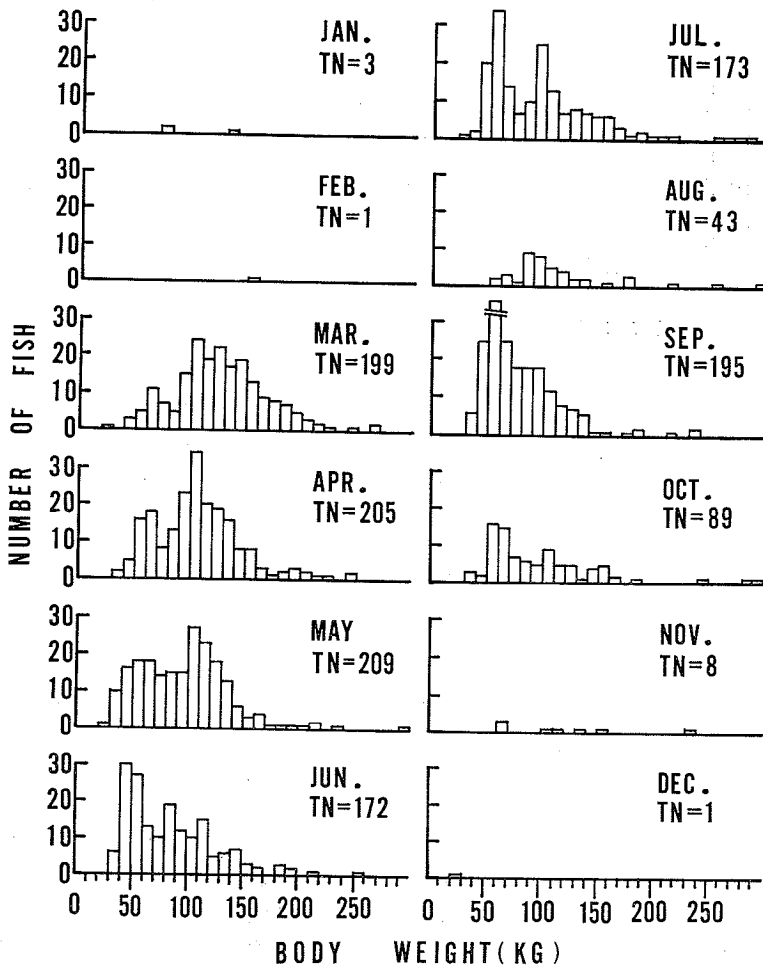 30
20
10
0
JAN.
TN=3
JUL.
TN=173
30
20
10
0
FEB.
TN=1
AUG.
TN=43
30
20
10
0
MAR.
TN=199
SEP.
TN=195
30
20
10
0
APR.
TN=205
OCT.
TN=89
30
20
10
0
MAY
TN=209
NOV.
TN=8
30
20
10
0
JUN.
TN=172
DEC.
TN=1
0 50 100 150 200 250
0 50 100 150 200 250
NUMBER OF FISH
BODY WEIGHT(KG)